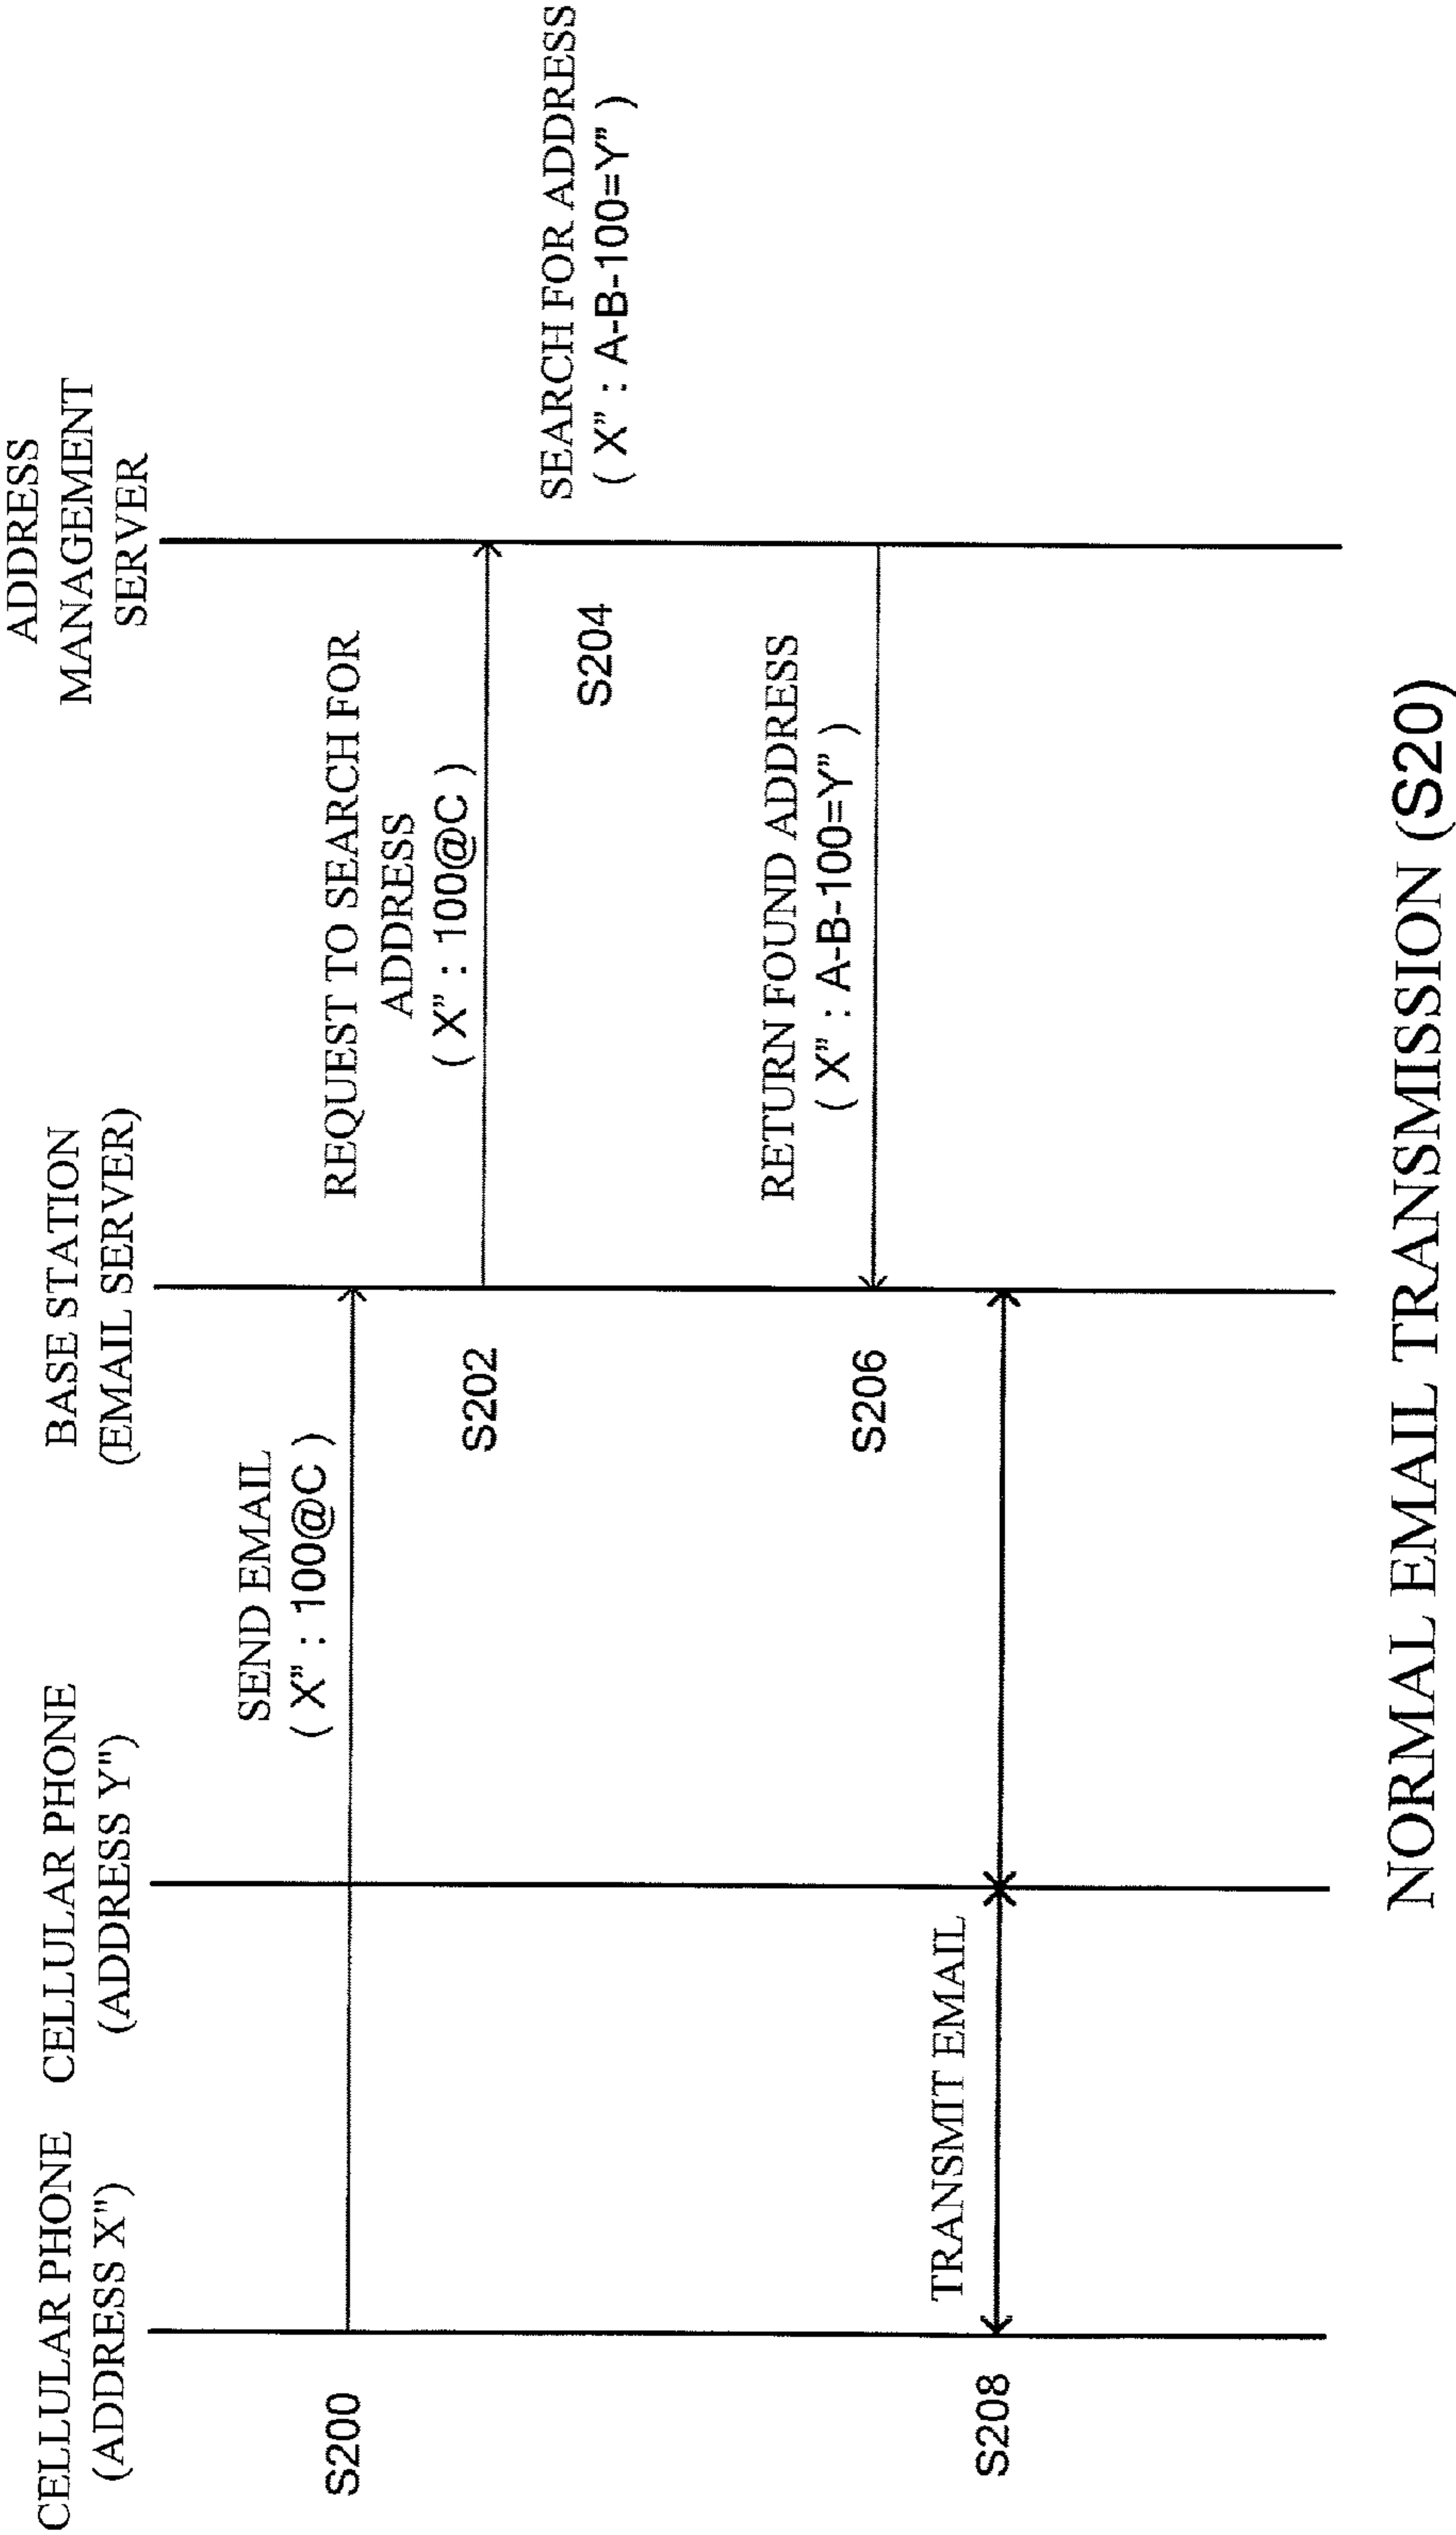 CELLULAR PHONE
(ADDRESS X")
CELLULAR PHONE
(ADDRESS Y")
BASE STATION
(EMAIL SERVER)
ADDRESS
MANAGEMENT
SERVER
S200
SEND EMAIL
( X” : 100@C )
REQUEST TO SEARCH FOR
ADDRESS
( X” : 100@C )
S202
SEARCH FOR ADDRESS
( X” : A-B-100=Y” )
S204
RETURN FOUND ADDRESS
( X” : A-B-100=Y” )
S206
TRANSMIT EMAIL
S208
NORMAL EMAIL TRANSMISSION (S20)